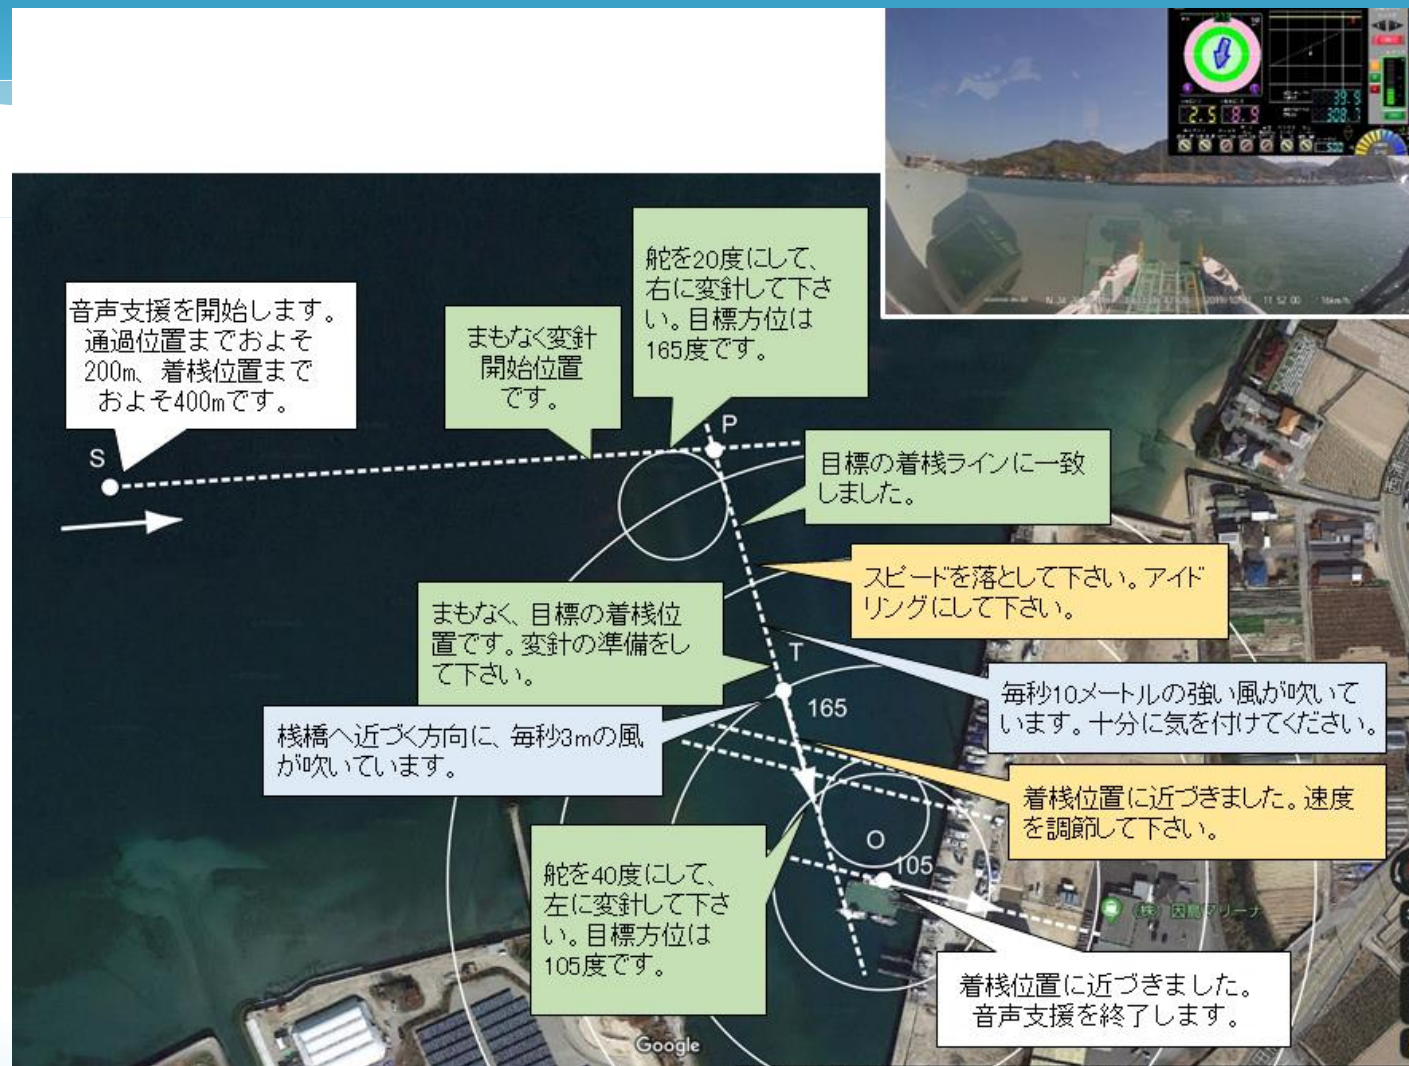 2.5
8.9
39.9
308.7
500
11 52 00
16km/h
音声支援を開始します。
通過位置までおよそ
200m、着桟位置まで
およそ400mです。
S
まもなく変針
開始位置
です。
舵を20度にして、
右に変針して下さ
い。目標方位は
165度です。
P
目標の着桟ラインに一致
しました。
スピードを落として下さい。アイド
リングにして下さい。
まもなく、目標の着桟位
置です。変針の準備をし
て下さい。
T
165
毎秒10メートルの強い風が吹いて
います。十分に気を付けてください。
桟橋へ近づく方向に、毎秒3mの風
が吹いています。
着桟位置に近づきました。速度
を調節して下さい。
舵を40度にして、
左に変針して下さ
い。目標方位は
105度です。
O
105
(株) 因島マリーナ
着桟位置に近づきました。
音声支援を終了します。
Google